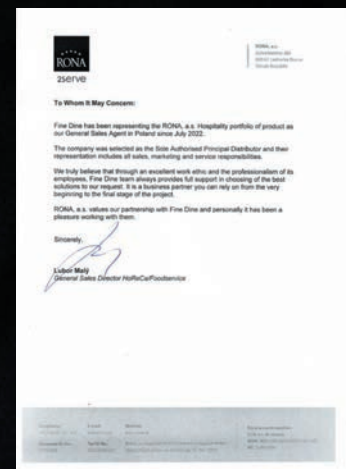 RONA
2serve
RONA, a.s.
To Whom It May Concern:
Fine Dine has been representing the RONA, a.s. Hospitality portfolio of product as
our General Sales Agent in Poland since July 2022.
The company was selected as the Sole Authorised Principal Distributor and their
representation includes all sales, marketing and service responsibilities.
We truly believe that through an excellent work ethic and the professionalism of its
employees, Fine Dine team always provides full support in choosing of the best
solutions to our request. It is a business partner you can rely on from the very
beginning to the final stage of the project.
RONA, a.s. values our partnership with Fine Dine and personally it has been a
pleasure working with them.
Sincerely,
Lubor Malý
General Sales Director HoReCa/Foodservice